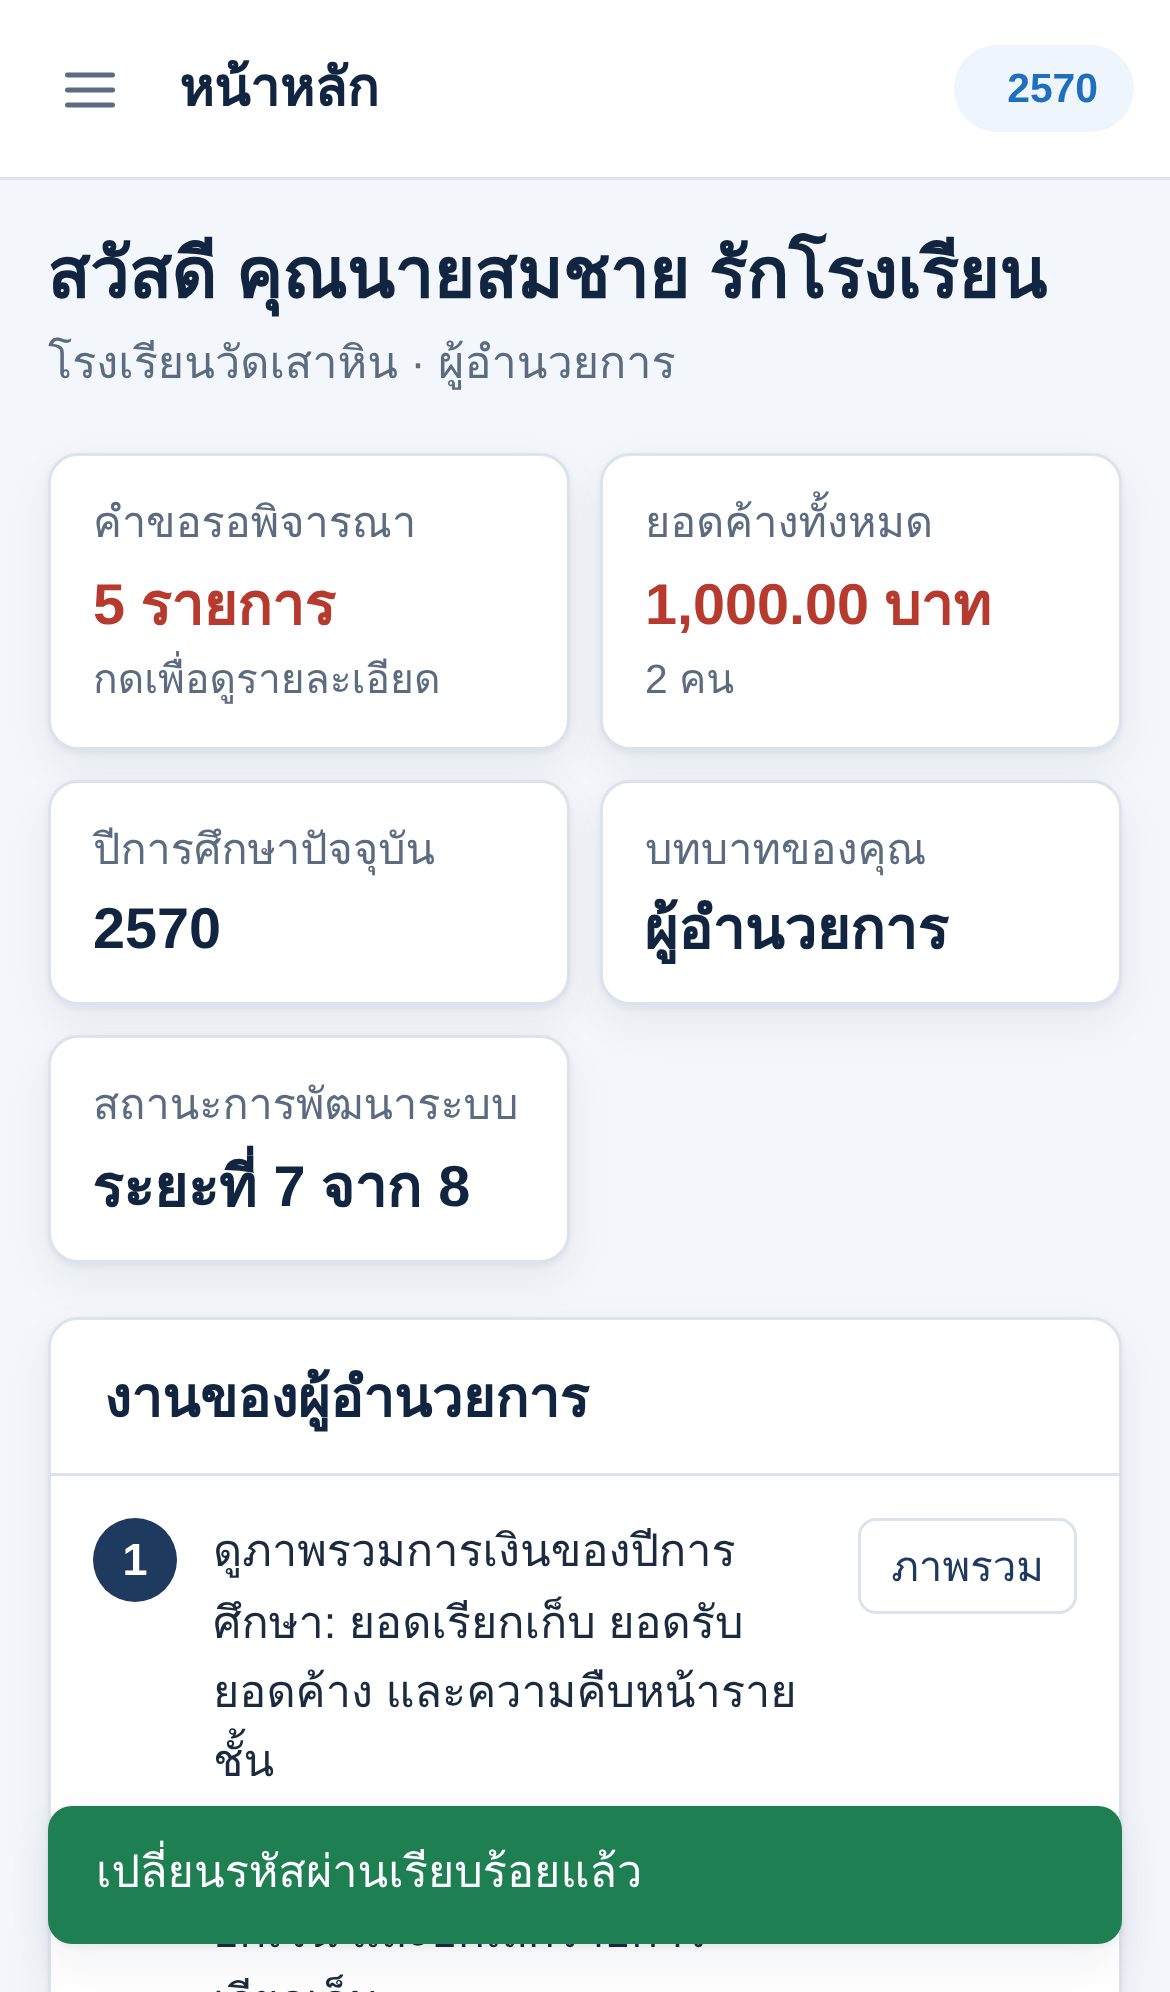 หน้าหลัก
2570
สวัสดี คุณนายสมชาย รักโรงเรียน
โรงเรียนวัดเสาหิน · ผู้อำนวยการ
คำขอรอพิจารณา
5 รายการ
กดเพื่อดูรายละเอียด
ยอดค้างทั้งหมด
1,000.00 บาท
2 คน
ปีการศึกษาปัจจุบัน
2570
บทบาทของคุณ
ผู้อำนวยการ
สถานะการพัฒนาระบบ
ระยะที่ 7 จาก 8
งานของผู้อำนวยการ
1
ดูภาพรวมการเงินของปีการ
ศึกษา: ยอดเรียกเก็บ ยอดรับ
ยอดค้าง และความคืบหน้าราย
ชั้น
ภาพรวม
เปลี่ยนรหัสผ่านเรียบร้อยแล้ว